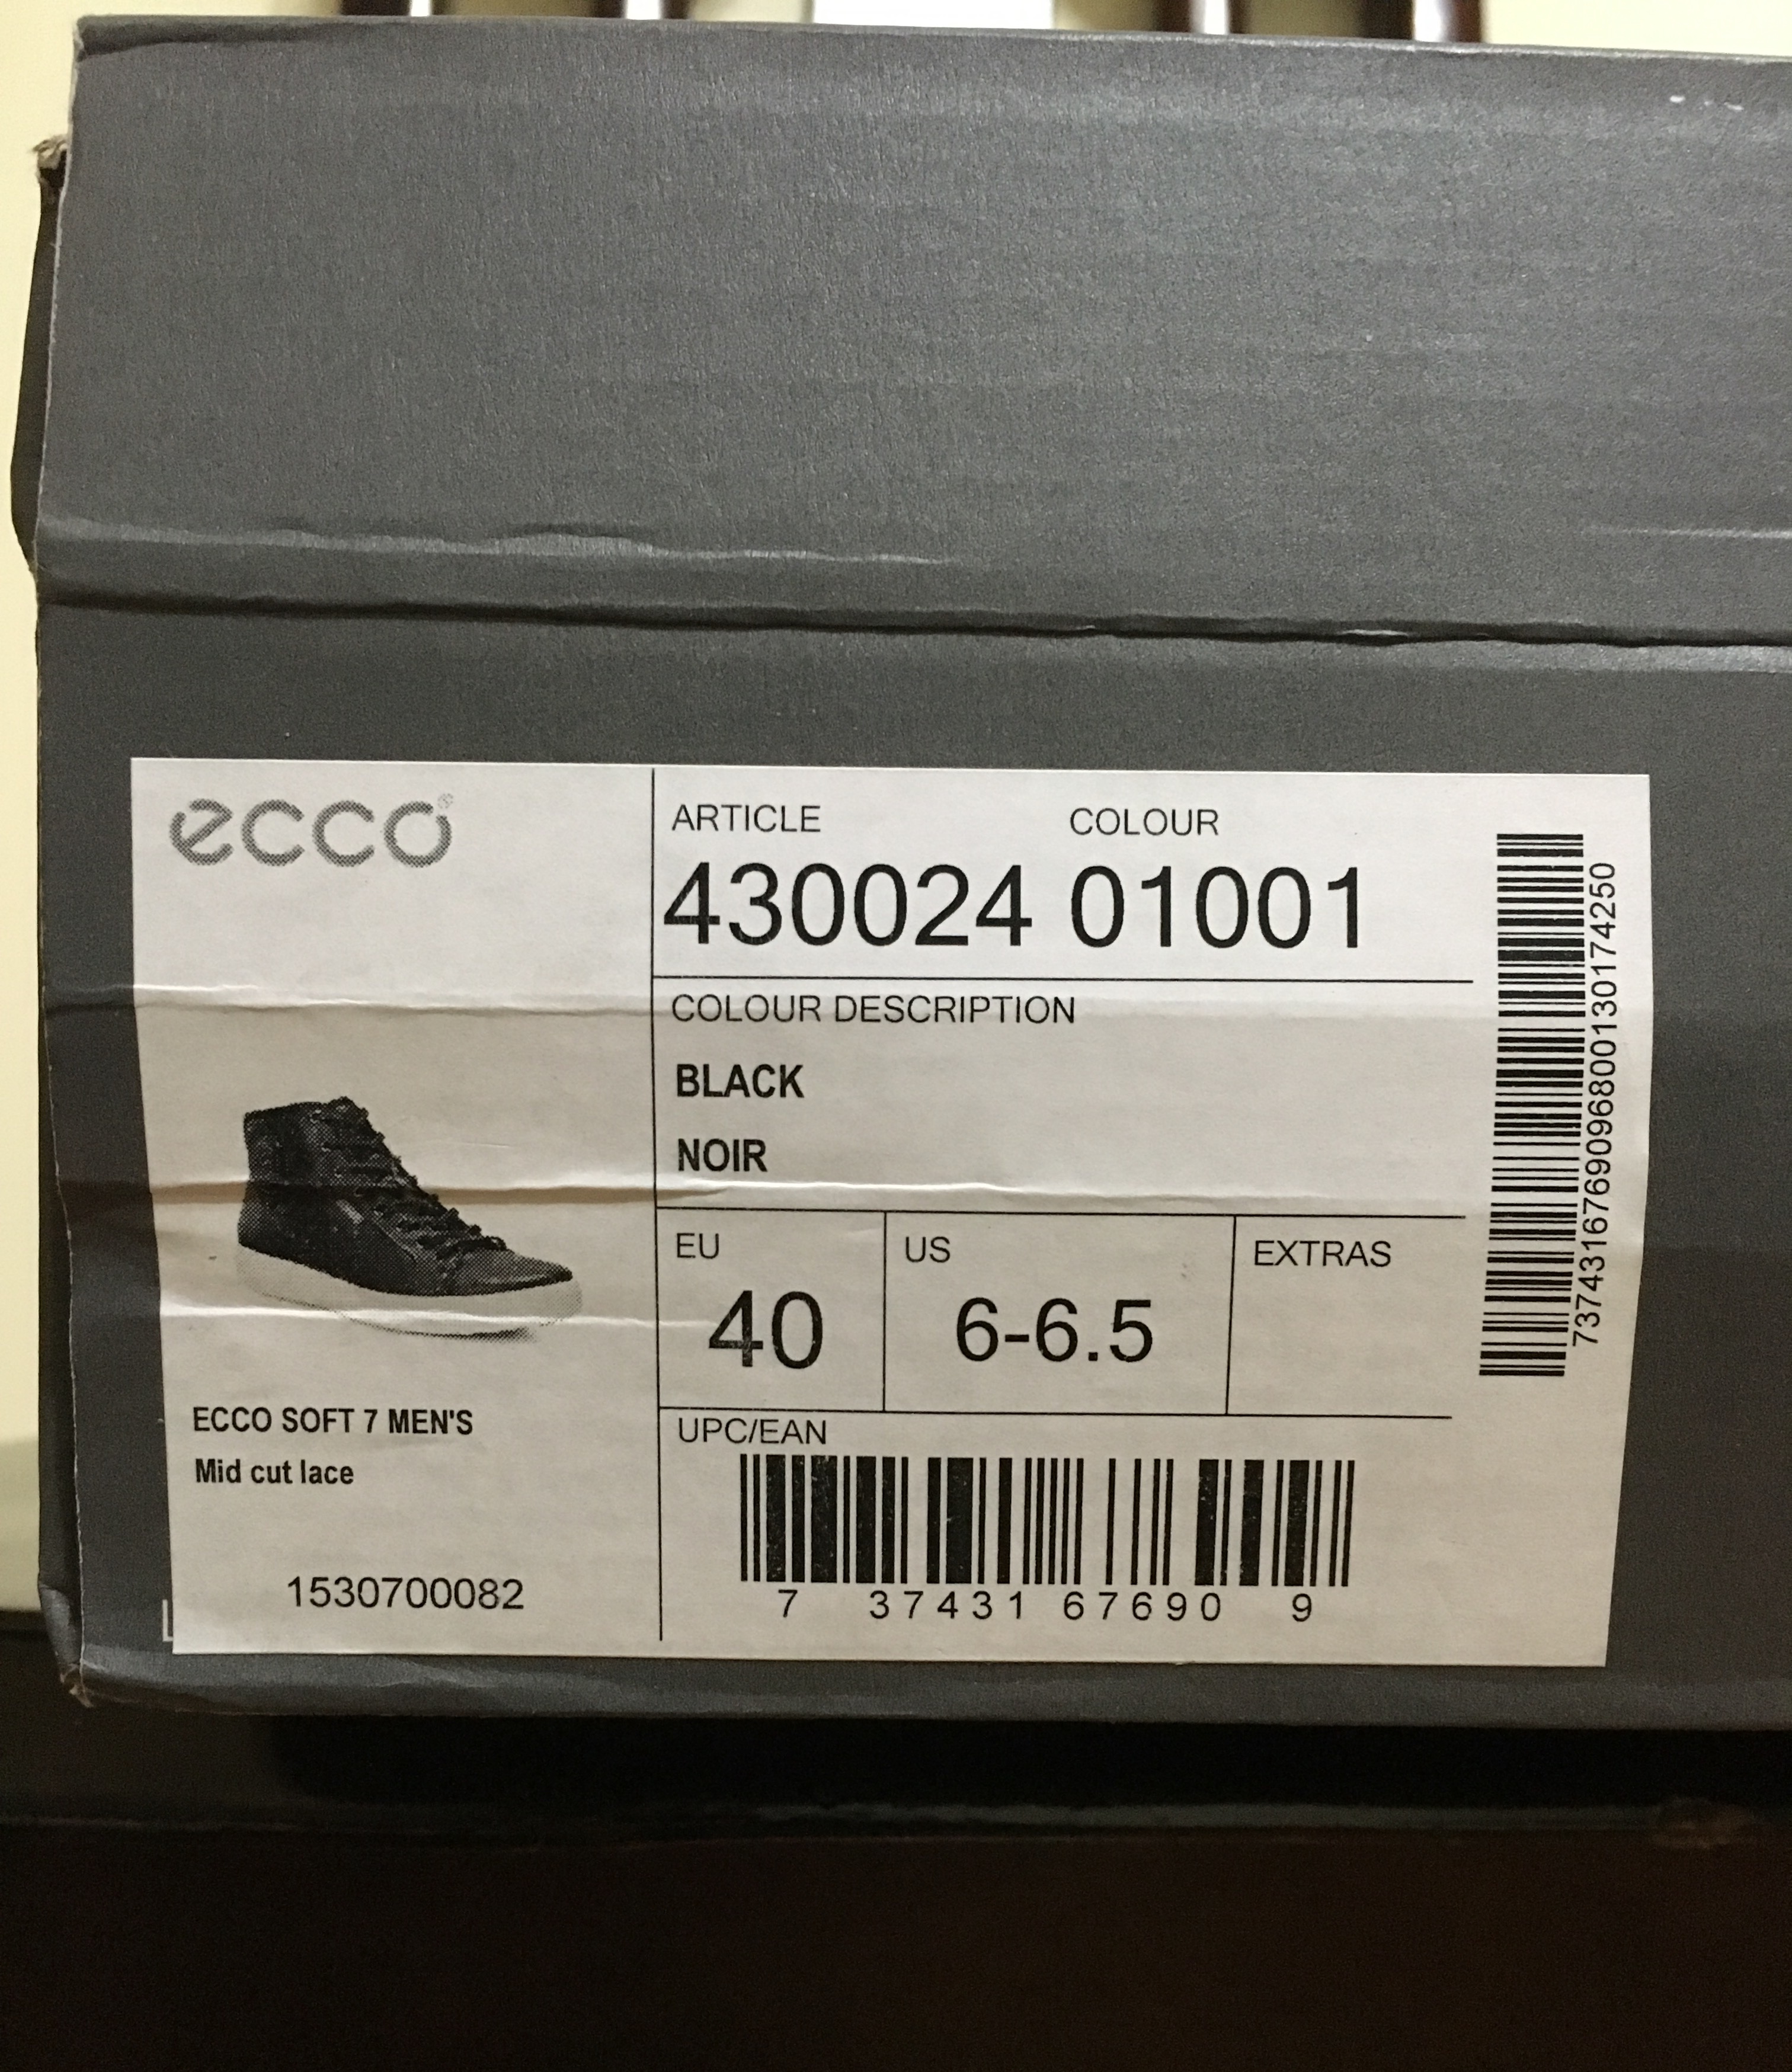 ecco®
ECCO SOFT 7 MEN'S
Mid cut lace
1530700082
ARTICLE COLOUR
430024 01001
COLOUR DESCRIPTION
BLACK
NOIR
EU US EXTRAS
40 6-6.5
UPC/EAN
7 37431 67690 9
7374316769096800130174250